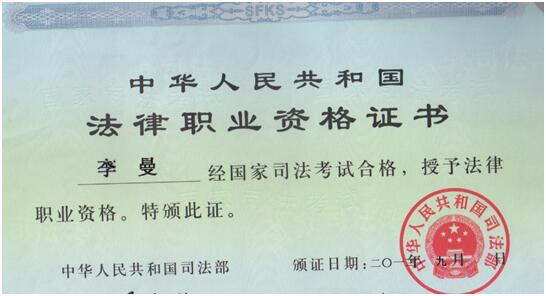 SFKS
中华人民共和国
法律职业资格证书
李 曼 经国家司法考试合格，授予法律
职业资格。特颁此证。
中华人民共和国司法部
中华人民共和国司法部 颁证日期:二〇一 年九月 日